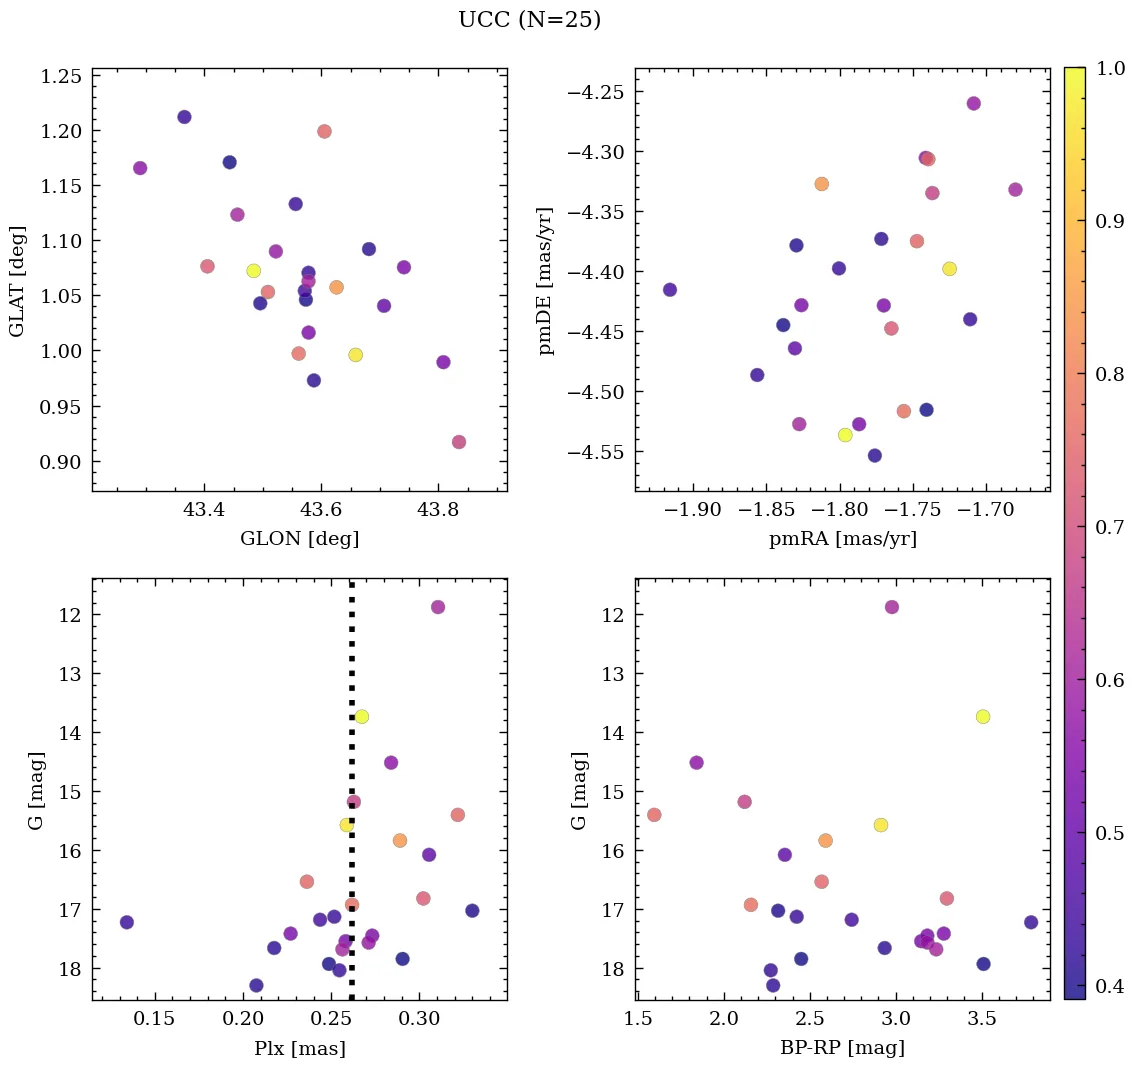 UCC (N=25)
1.25
1.20
1.15
1.10
1.05
1.00
0.95
0.90
GLAT [deg]
43.4 43.6 43.8
GLON [deg]
−4.25
−4.30
−4.35
−4.40
−4.45
−4.50
−4.55
pmDE [mas/yr]
−1.90 −1.85 −1.80 −1.75 −1.70
pmRA [mas/yr]
12
13
14
15
16
17
18
G [mag]
0.15 0.20 0.25 0.30
Plx [mas]
12
13
14
15
16
17
18
G [mag]
1.5 2.0 2.5 3.0 3.5
BP-RP [mag]
1.0
0.9
0.8
0.7
0.6
0.5
0.4